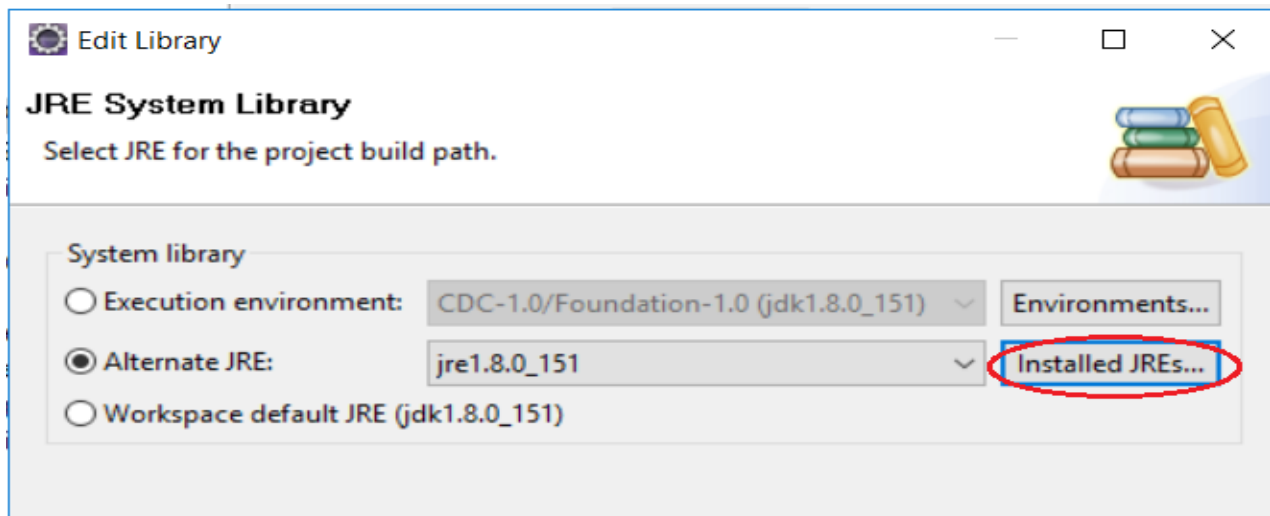 Edit Library
JRE System Library
Select JRE for the project build path.
System library
Execution environment: CDC-1.0/Foundation-1.0 (jdk1.8.0_151) Environments...
Alternate JRE: jre1.8.0_151 Installed JREs...
Workspace default JRE (jdk1.8.0_151)